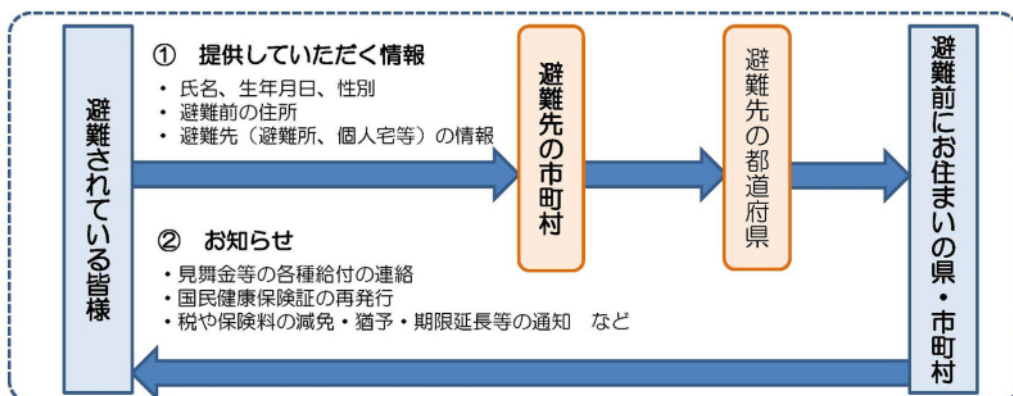 避難されている皆様
① 提供していただく情報
・ 氏名、生年月日、性別
・ 避難前の住所
・ 避難先（避難所、個人宅等）の情報
避難先の市町村
避難先の都道府県
避難前にお住まいの県・市町村
② お知らせ
・見舞金等の各種給付の連絡
・国民健康保険証の再発行
・税や保険料の減免・猶予・期限延長等の通知　など